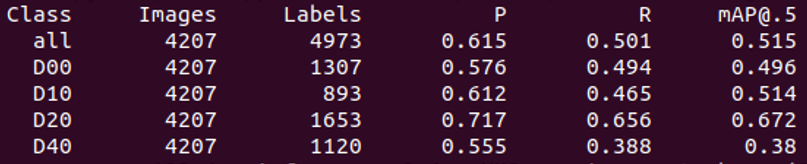 Class Images Labels P R mAP@.5
all 4207 4973 0.615 0.501 0.515
D00 4207 1307 0.576 0.494 0.496
D10 4207 893 0.612 0.465 0.514
D20 4207 1653 0.717 0.656 0.672
D40 4207 1120 0.555 0.388 0.38